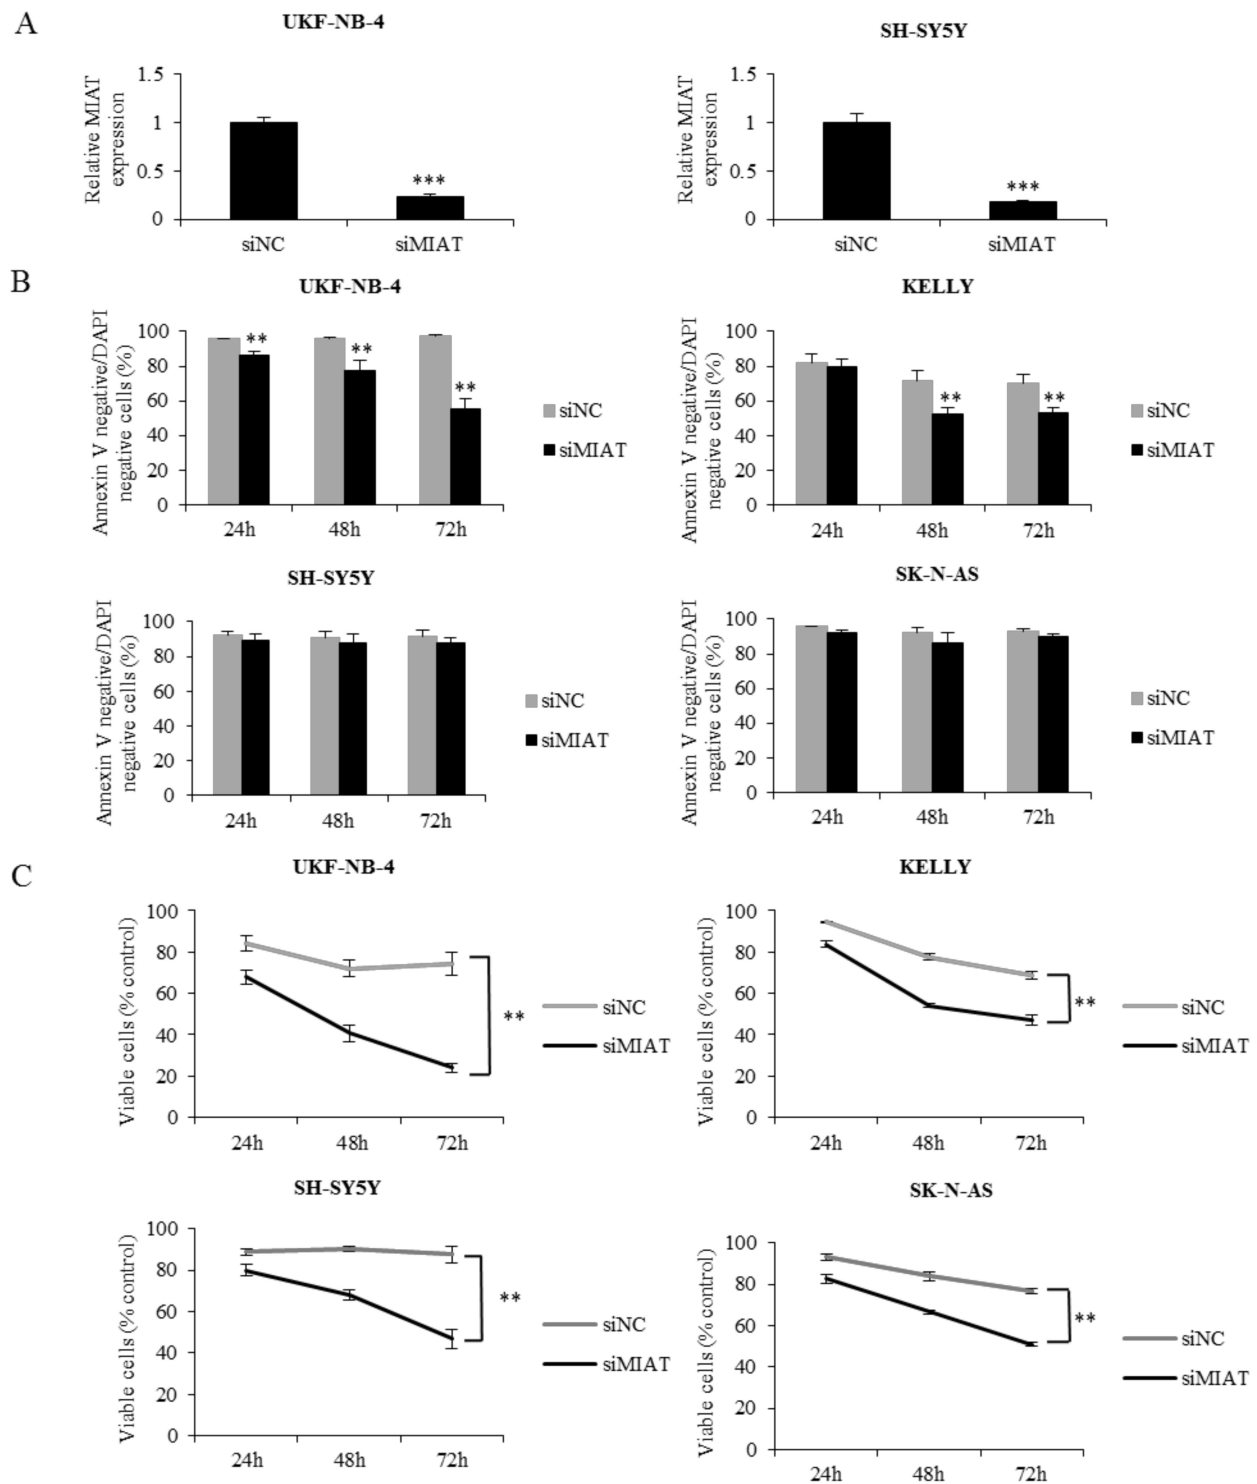 A
UKF-NB-4
SH-SY5Y
Relative MIAT
expression
1.5
1
0.5
0
***
siNC
siMIAT
Relative MIAT
expression
1.5
1
0.5
0
***
siNC
siMIAT
B
UKF-NB-4
KELLY
Annexin V negative/DAPI
negative cells (%)
100
80
60
40
20
0
**
**
**
24h
48h
72h
siNC
siMIAT
Annexin V negative/DAPI
negative cells (%)
100
80
60
40
20
0
**
**
24h
48h
72h
siNC
siMIAT
SH-SY5Y
SK-N-AS
Annexin V negative/DAPI
negative cells (%)
100
80
60
40
20
0
24h
48h
72h
siNC
siMIAT
Annexin V negative/DAPI
negative cells (%)
100
80
60
40
20
0
24h
48h
72h
siNC
siMIAT
C
UKF-NB-4
KELLY
Viable cells (% control)
100
80
60
40
20
0
24h
48h
72h
**
siNC
siMIAT
Viable cells (% control)
100
80
60
40
20
0
24h
48h
72h
**
siNC
siMIAT
SH-SY5Y
SK-N-AS
Viable cells (% control)
100
80
60
40
20
0
24h
48h
72h
**
siNC
siMIAT
Viable cells (% control)
100
80
60
40
20
0
24h
48h
72h
**
siNC
siMIAT